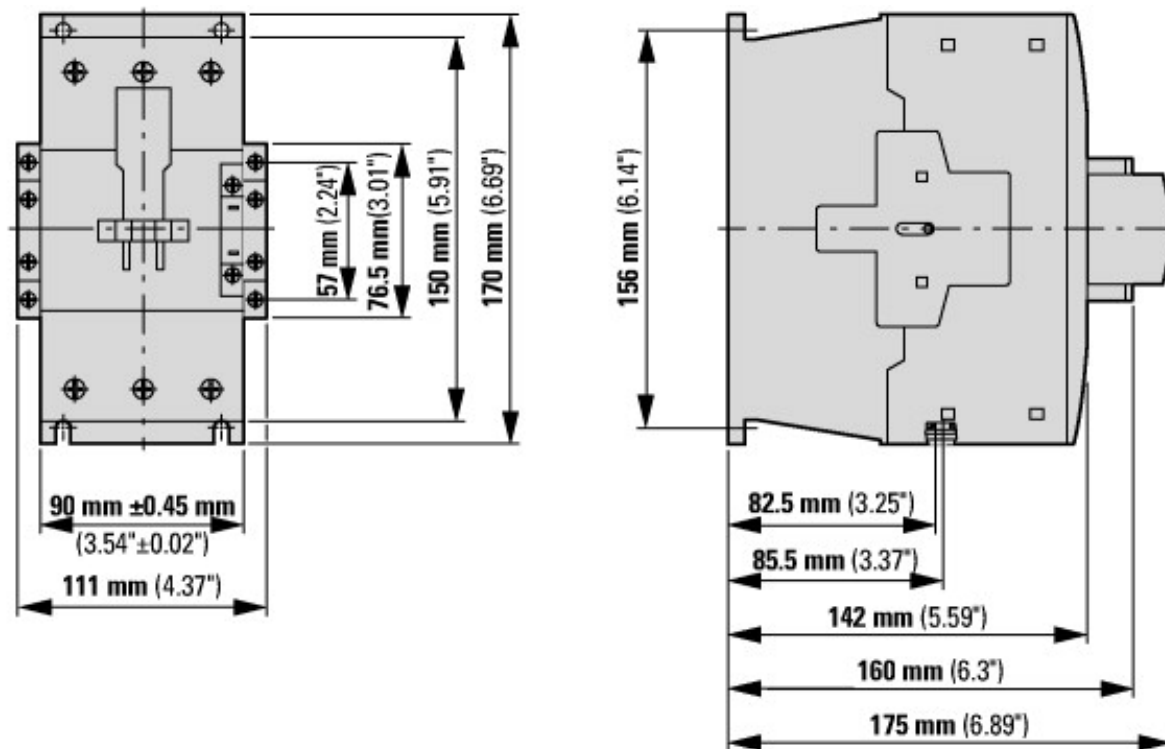 57 mm (2.24")
76.5 mm(3.01")
150 mm (5.91")
170 mm (6.69")
90 mm ±0.45 mm
(3.54"±0.02")
111 mm (4.37")
156 mm (6.14")
82.5 mm (3.25")
85.5 mm (3.37")
142 mm (5.59")
160 mm (6.3")
175 mm (6.89")